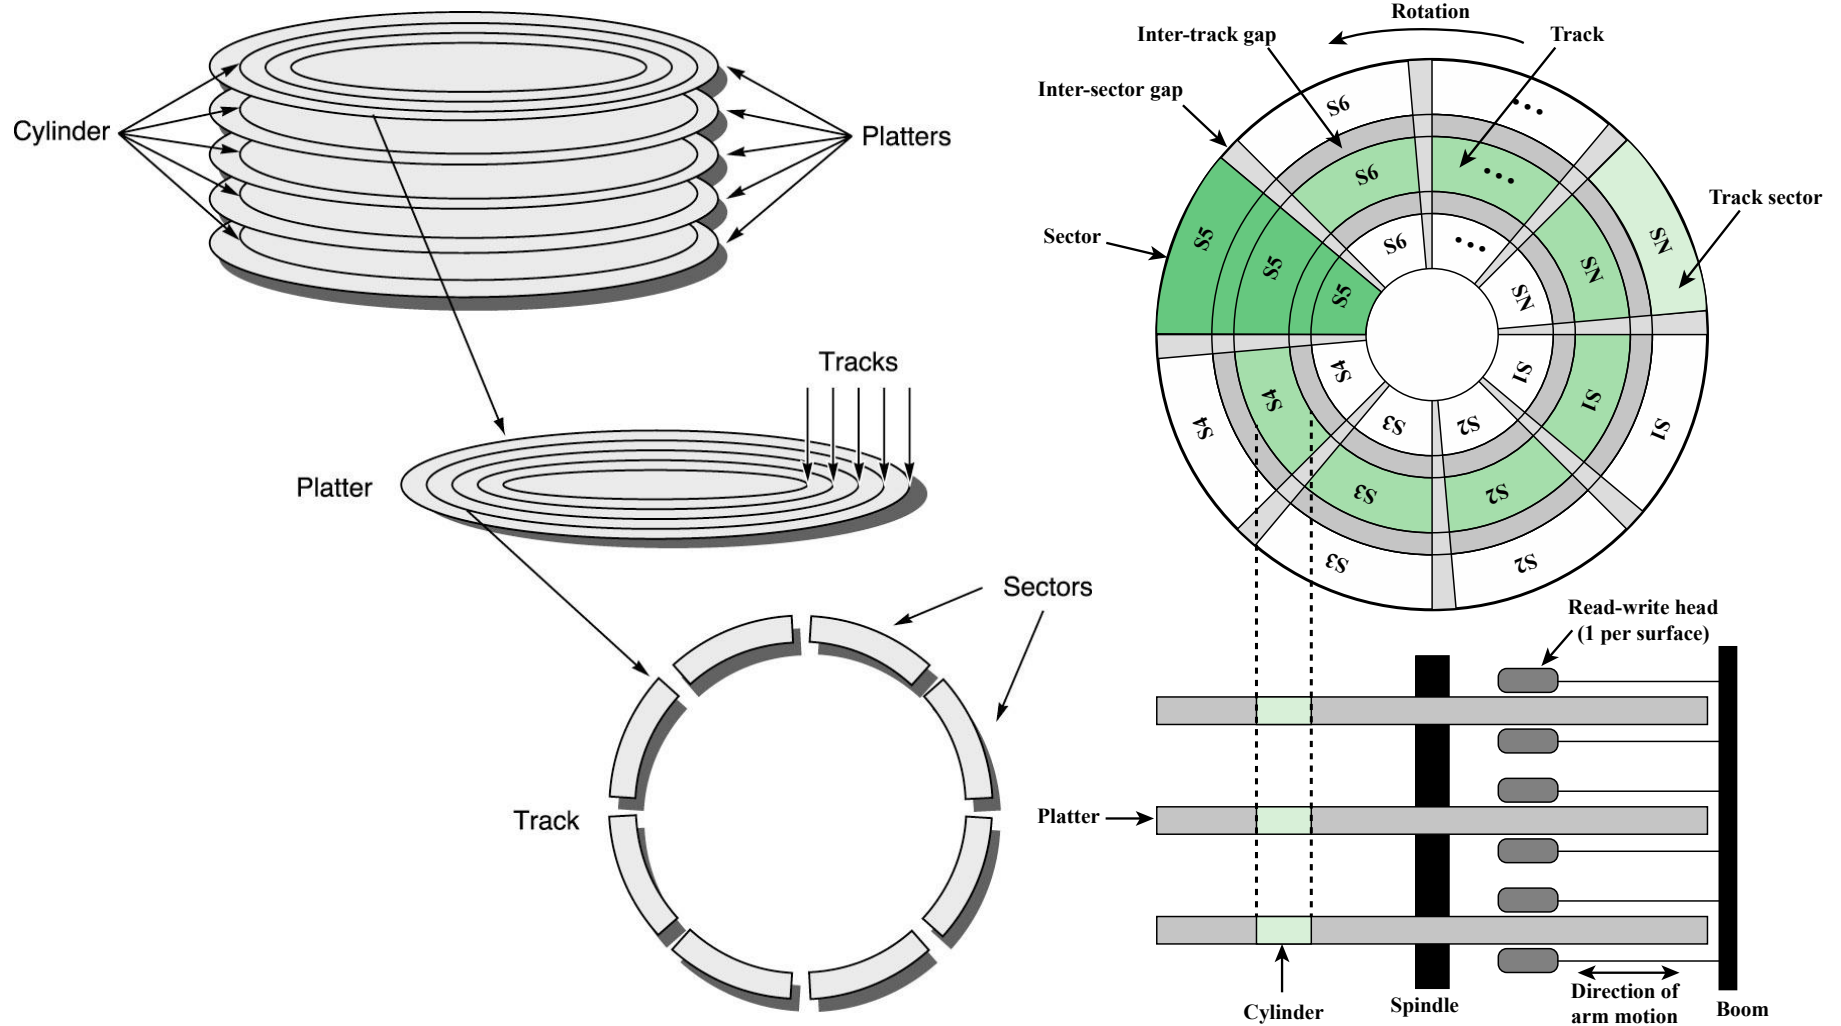 Cylinder
Platters
Tracks
Platter
Sectors
Track
Rotation
Inter-track gap
Track
Inter-sector gap
Track sector
Sector
S6
•••
S6
•••
SN
S6
•••
SN
SN
S5
S5
S5
S4
S4
S4
S3
S3
S3
S2
S2
S2
S1
S1
S1
Read-write head
(1 per surface)
Platter
Cylinder
Spindle
Direction of
arm motion
Boom